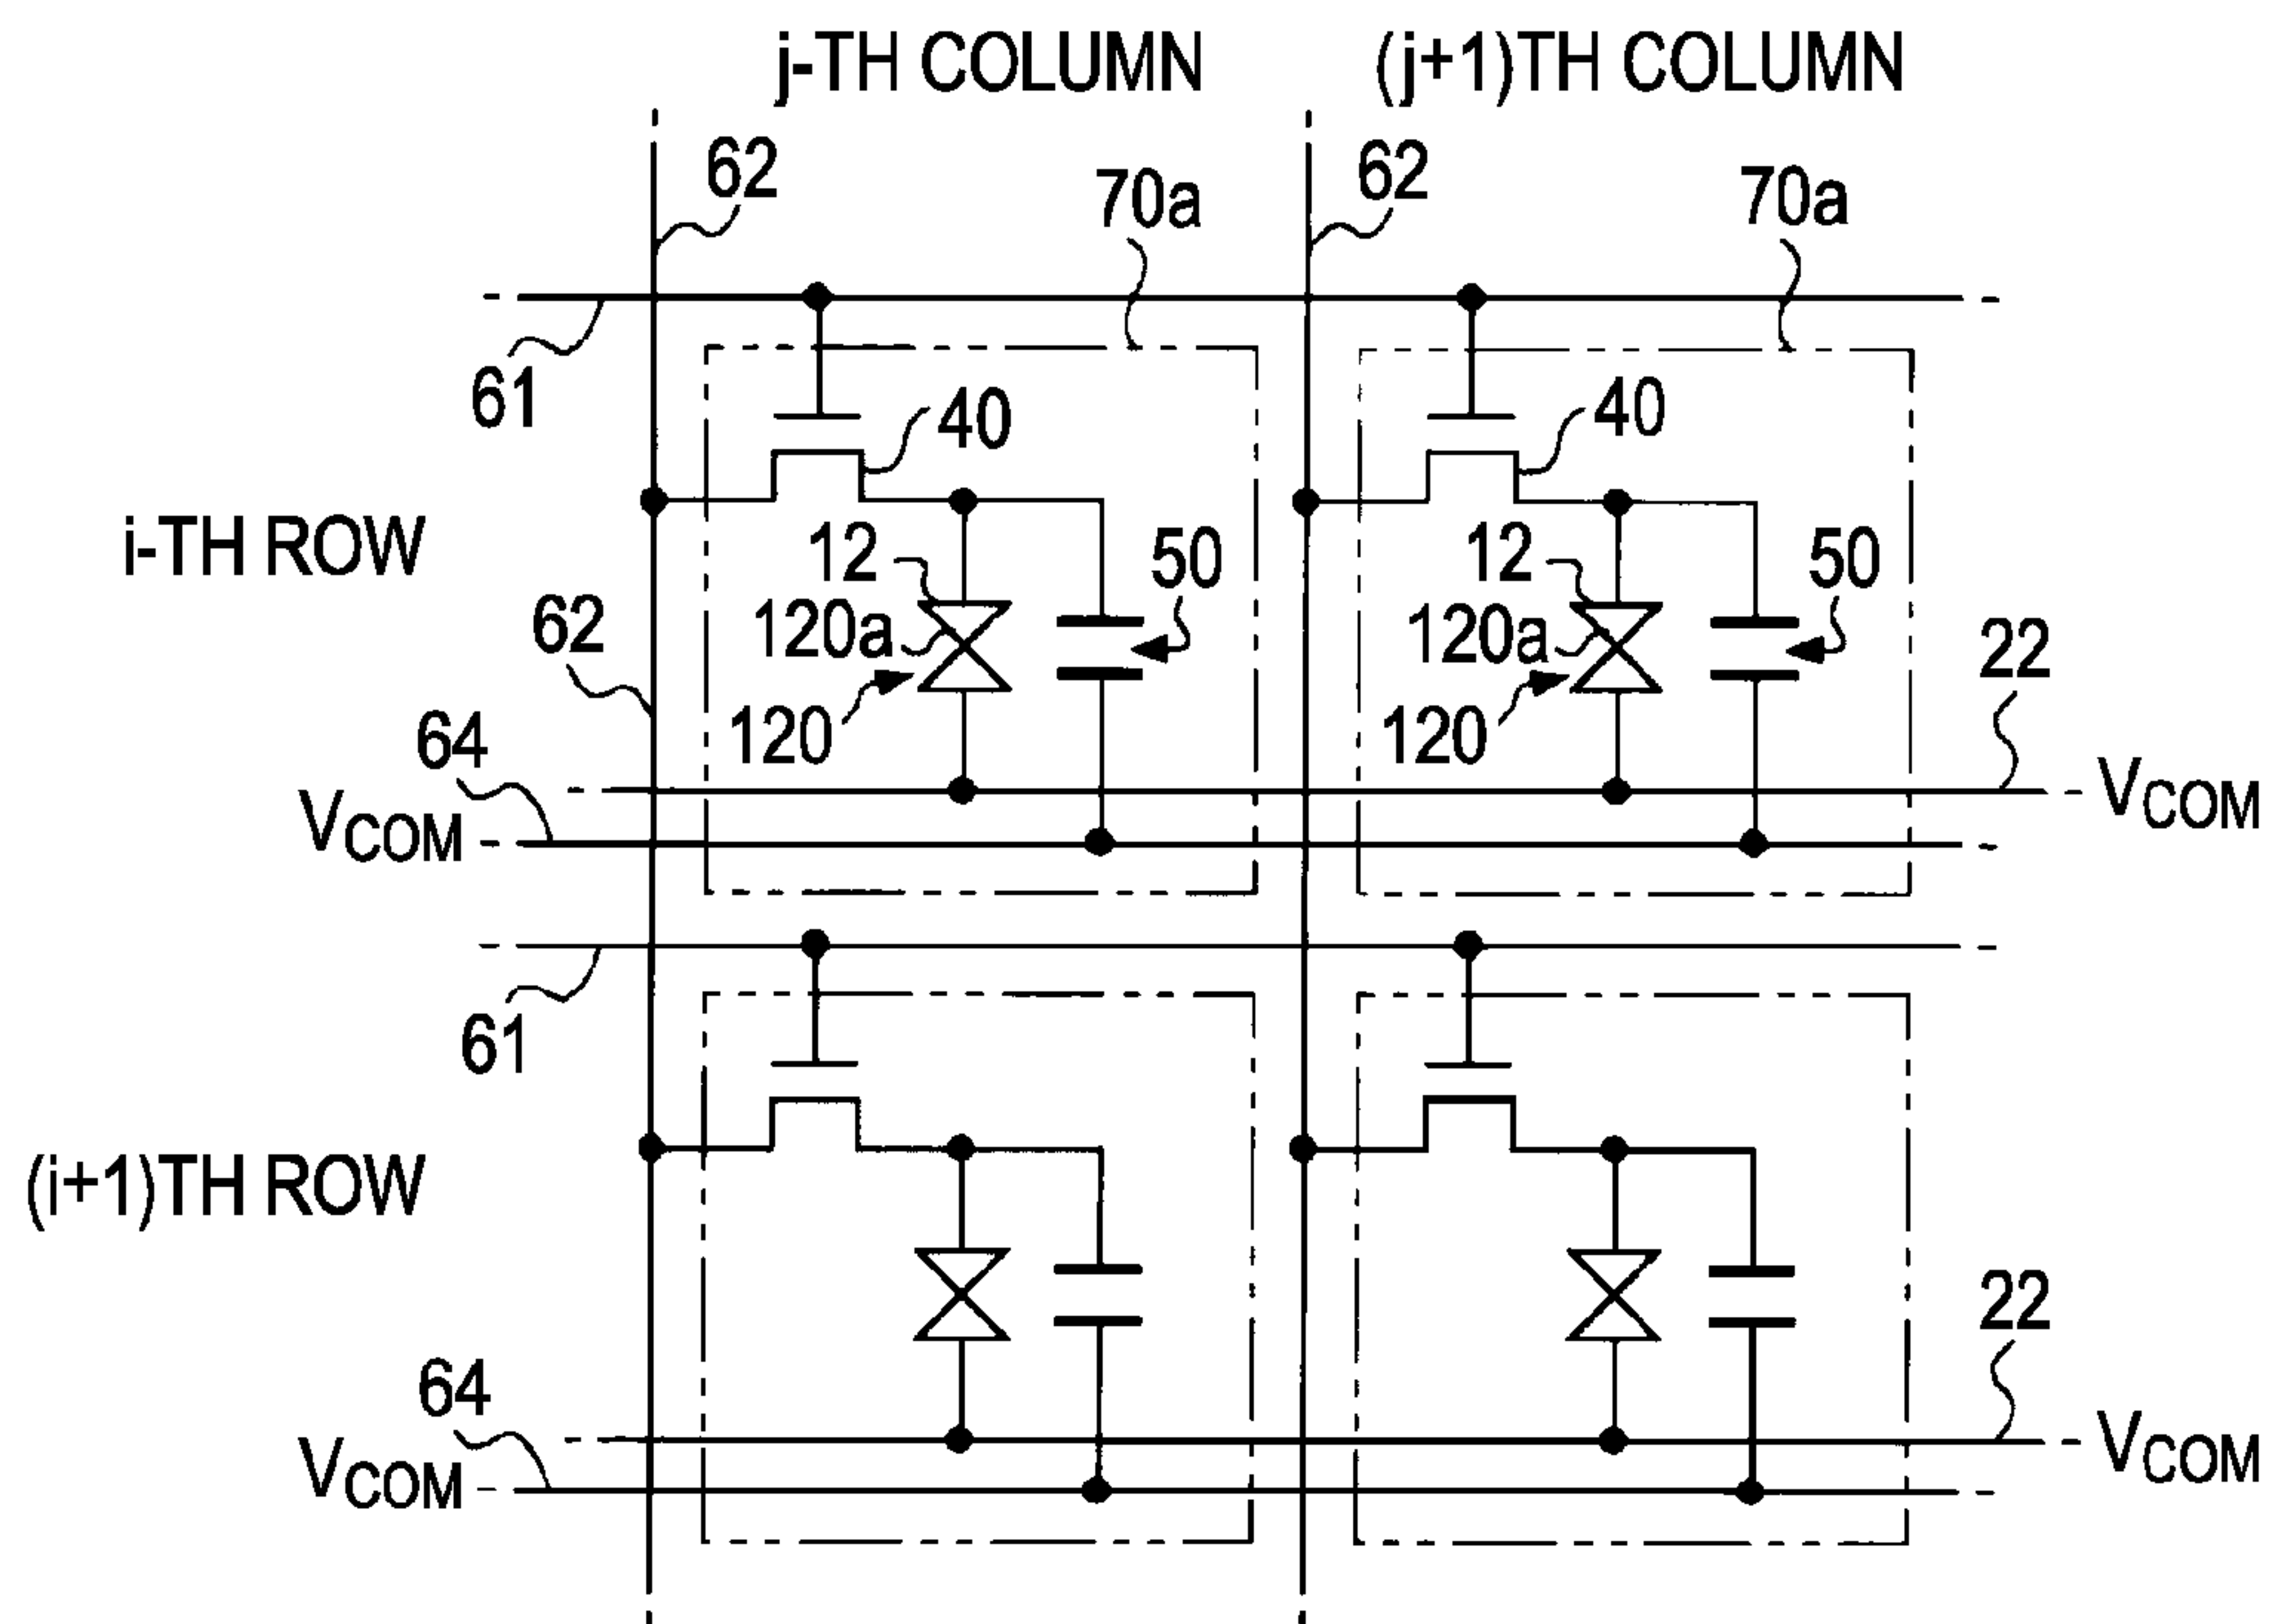 j-TH COLUMN
(j+1)TH COLUMN
62
70a
62
70a
61
40
40
i-TH ROW
12
50
12
50
62
120a
120a
22
120
120
64
VCOM
VCOM
61
(i+1)TH ROW
22
64
VCOM
VCOM